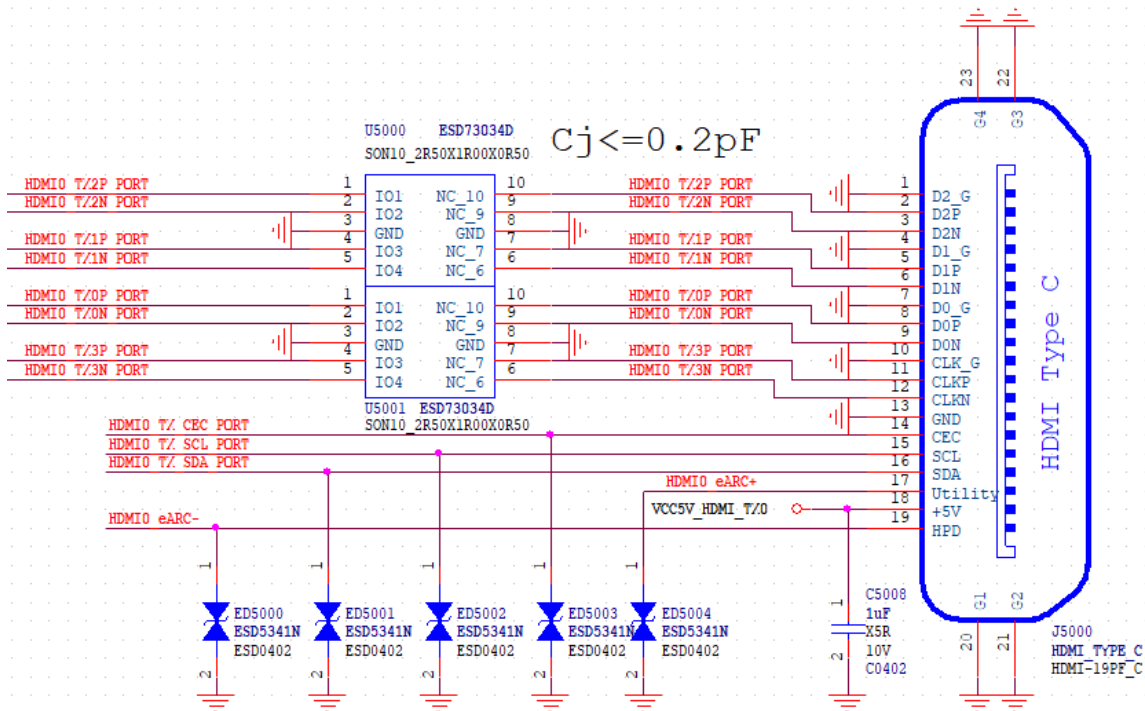 23
22
G4
G3
U5000 ESD73034D
SON10_2R50X1R00X0R50
Cj<=0.2pF
HDMI0 TX2P PORT
HDMI0 TX2N PORT
HDMI0 TX1P PORT
HDMI0 TX1N PORT
HDMI0 TX0P PORT
HDMI0 TX0N PORT
HDMI0 TX3P PORT
HDMI0 TX3N PORT
1 IO1 NC_10 10
2 IO2 NC_9 9
3 GND GND 8
4 IO3 NC_7 7
5 IO4 NC_6 6
1 IO1 NC_10 10
2 IO2 NC_9 9
3 GND GND 8
4 IO3 NC_7 7
5 IO4 NC_6 6
U5001 ESD73034D
SON10_2R50X1R00X0R50
HDMI0 TX2P PORT
HDMI0 TX2N PORT
HDMI0 TX1P PORT
HDMI0 TX1N PORT
HDMI0 TX0P PORT
HDMI0 TX0N PORT
HDMI0 TX3P PORT
HDMI0 TX3N PORT
1 D2_G
2 D2P
3 D2N
4 D1_G
5 D1P
6 D1N
7 D0_G
8 D0P
9 D0N
10 CLK_G
11 CLKP
12 CLKN
13 GND
14 CEC
15 SCL
16 SDA
17 Utility
18 +5V
19 HPD
HDMI Type C
HDMI0 TX CEC PORT
HDMI0 TX SCL PORT
HDMI0 TX SDA PORT
HDMI0 eARC+
VCC5V_HDMI_TX0
HDMI0 eARC-
1
ED5000
ESD5341N
ESD0402
2
1
ED5001
ESD5341N
ESD0402
2
1
ED5002
ESD5341N
ESD0402
2
1
ED5003
ESD5341N
ESD0402
2
1
ED5004
ESD5341N
ESD0402
2
1
C5008
1uF
X5R
10V
C0402
2
G1
G2
20
21
J5000
HDMI_TYPE_C
HDMI-19PF_C